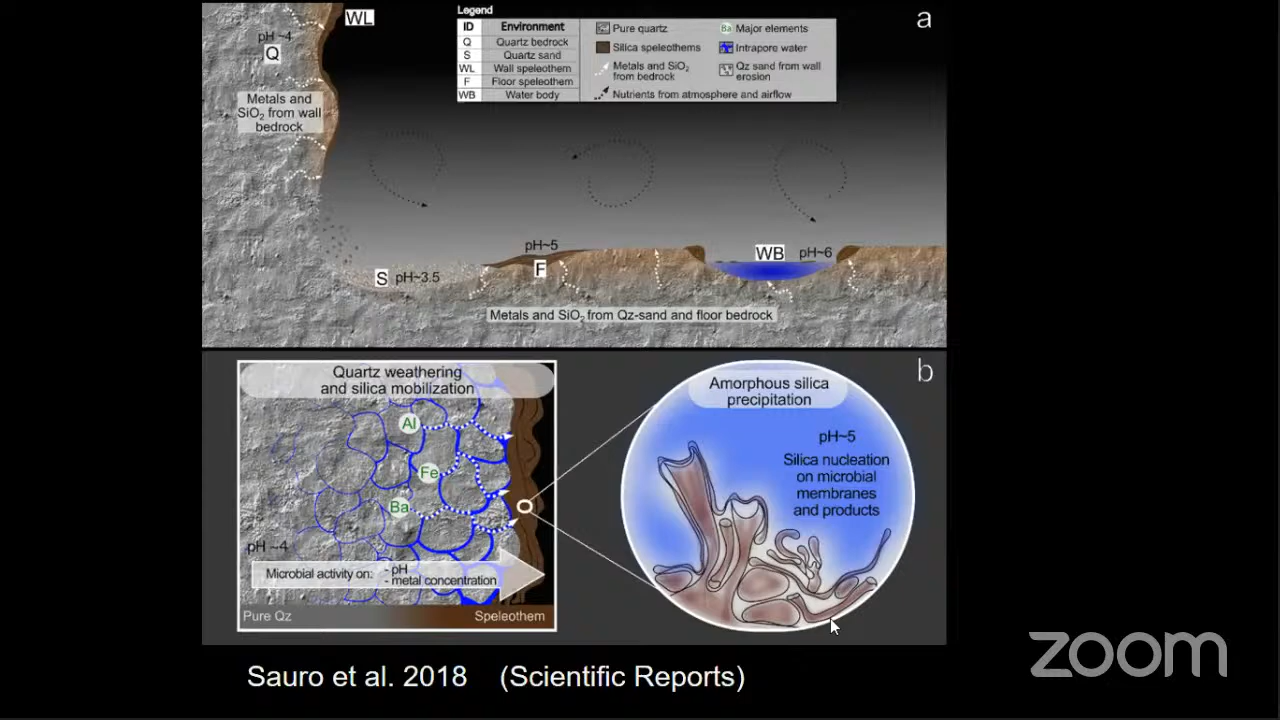 a
WL
pH ~4
Q
Metals and
SiO₂ from wall
bedrock
Legend
ID Environment
Q Quartz bedrock
S Quartz sand
WL Wall speleothem
F Floor speleothem
WB Water body
Pure quartz
Silica speleothems
Metals and SiO₂
from bedrock
Nutrients from atmosphere and airflow
Ba Major elements
Intrapore water
Qz sand from wall
erosion
S pH~3.5
pH~5
F
WB pH~6
Metals and SiO₂ from Qz-sand and floor bedrock
b
Quartz weathering
and silica mobilization
Al
Fe
Ba
pH ~4
Microbial activity on: - pH
- metal concentration
Pure Qz Speleothem
Amorphous silica
precipitation
pH~5
Silica nucleation
on microbial
membranes
and products
Sauro et al. 2018 (Scientific Reports)
zoom